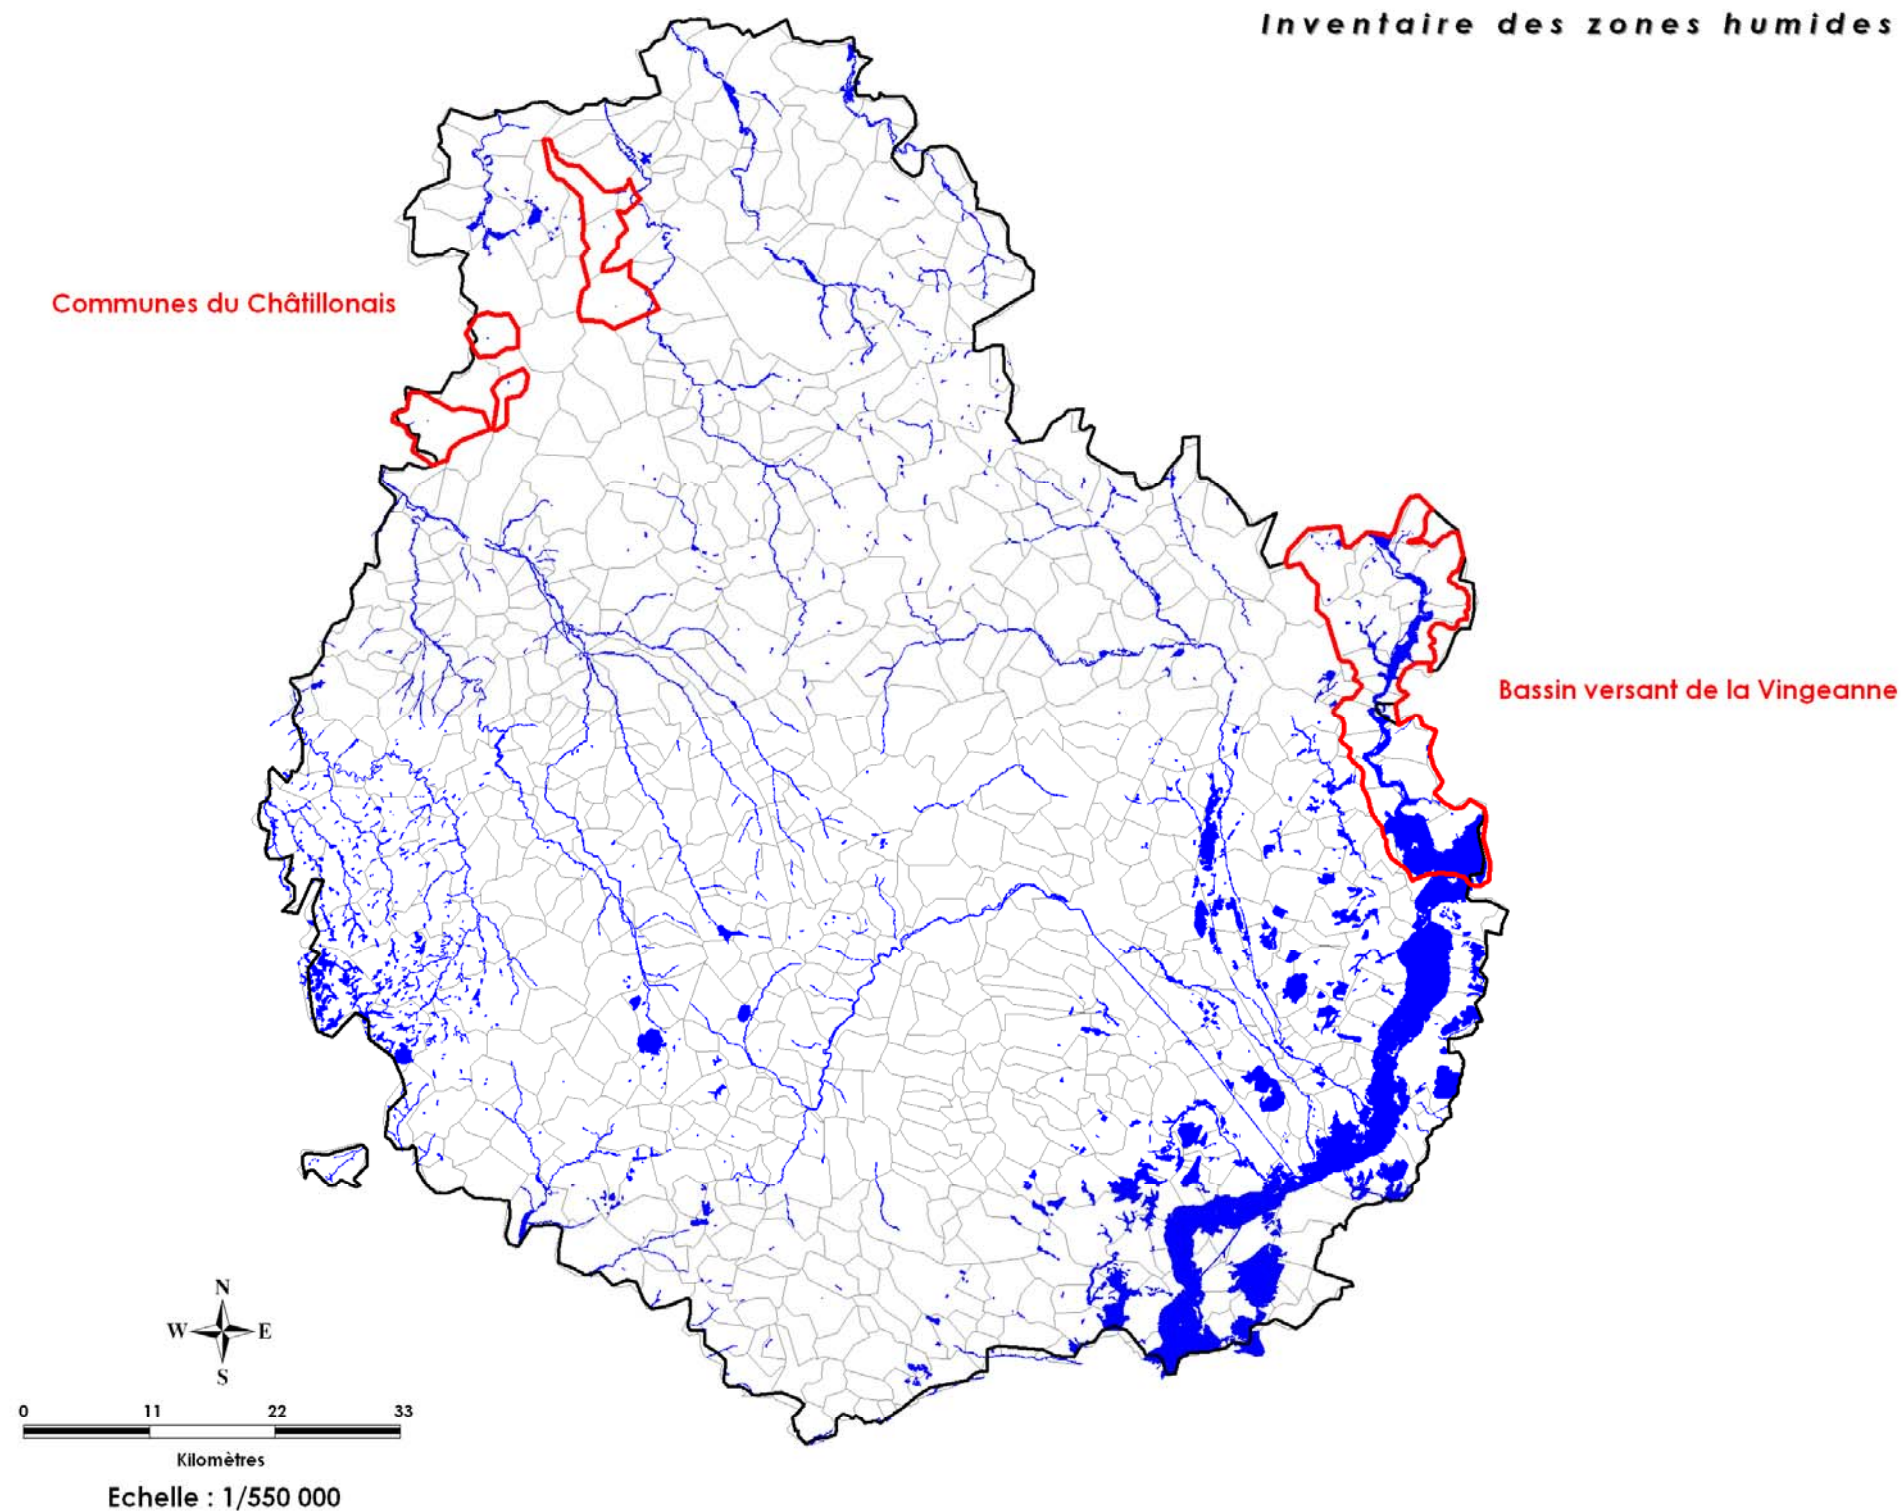 Inventaire des zones humides
Communes du Châtillonais
Bassin versant de la Vingeanne
N
W E
S
0 11 22 33
Kilomètres
Echelle : 1/550 000